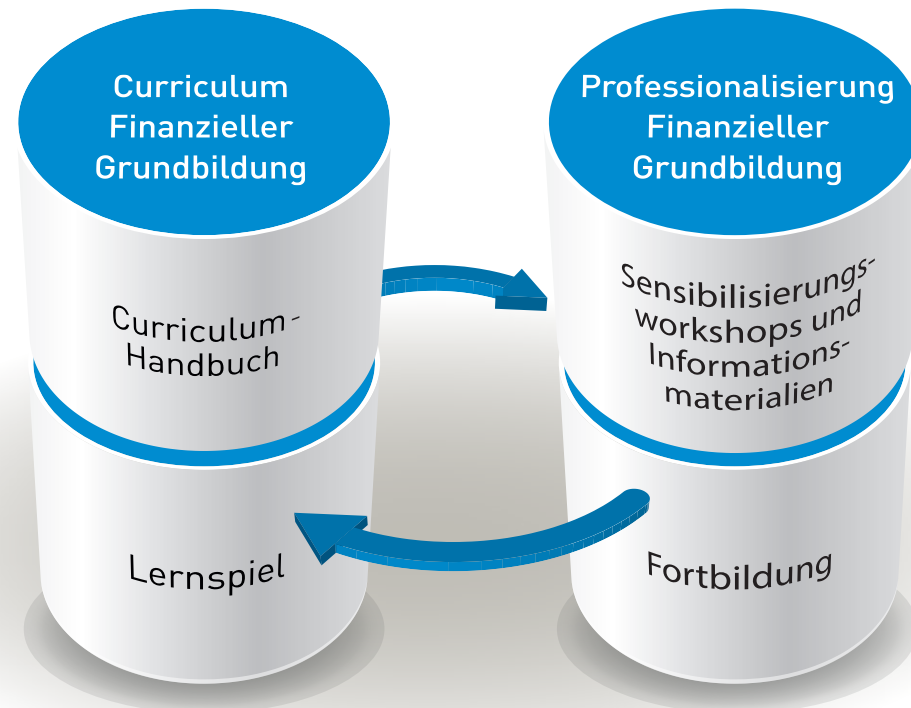 Curriculum
Finanzieller
Grundbildung
Curriculum-
Handbuch
Lernspiel
Professionalisierung
Finanzieller
Grundbildung
Sensibilisierungs-
workshops und
Informations-
materialien
Fortbildung